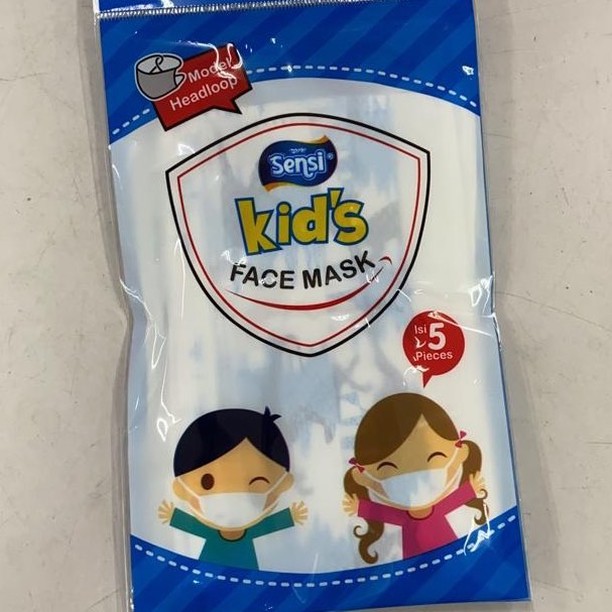 Model
Headloop
Sensi®
kid's
FACE MASK
Isi 5
Pieces